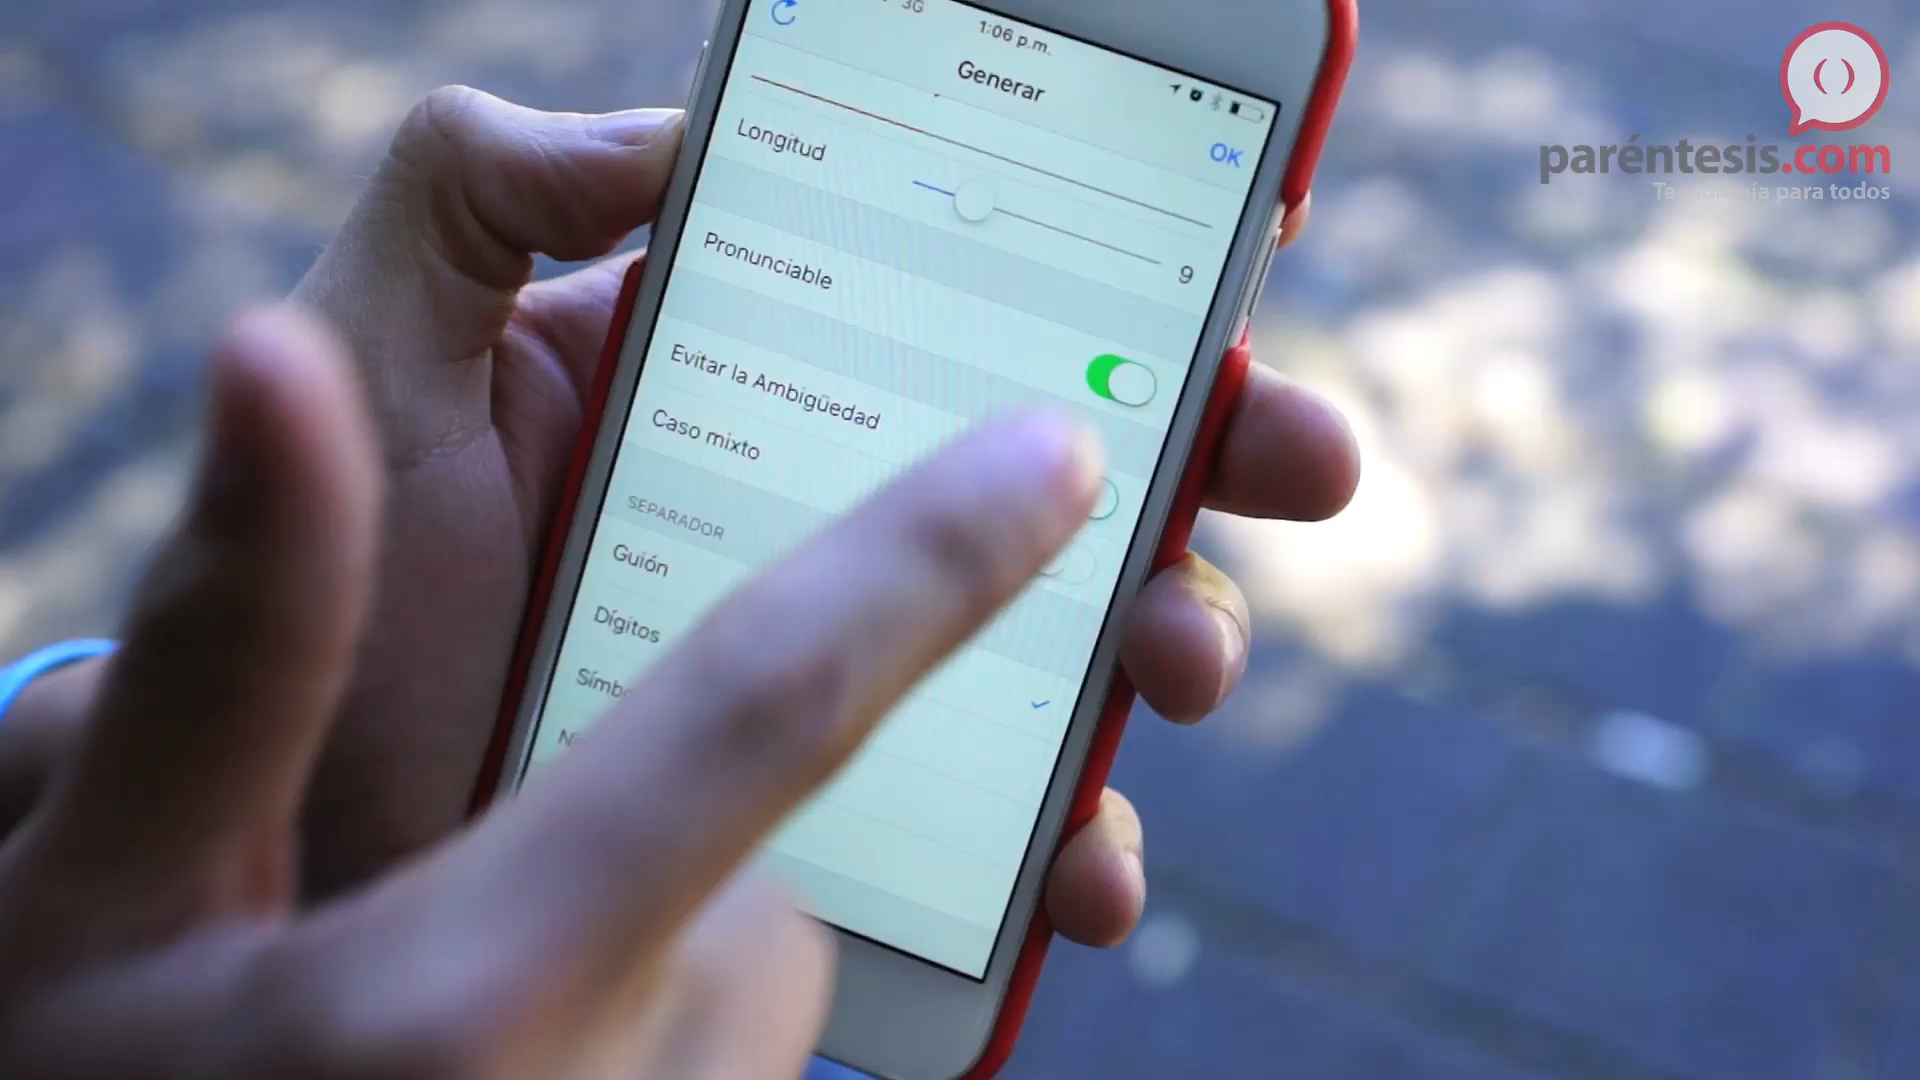 3G
1:06 p.m.
Generar
OK
Longitud
9
Pronunciable
Evitar la Ambigüedad
Caso mixto
SEPARADOR
Guión
Dígitos
()
paréntesis.com
Tecnología para todos